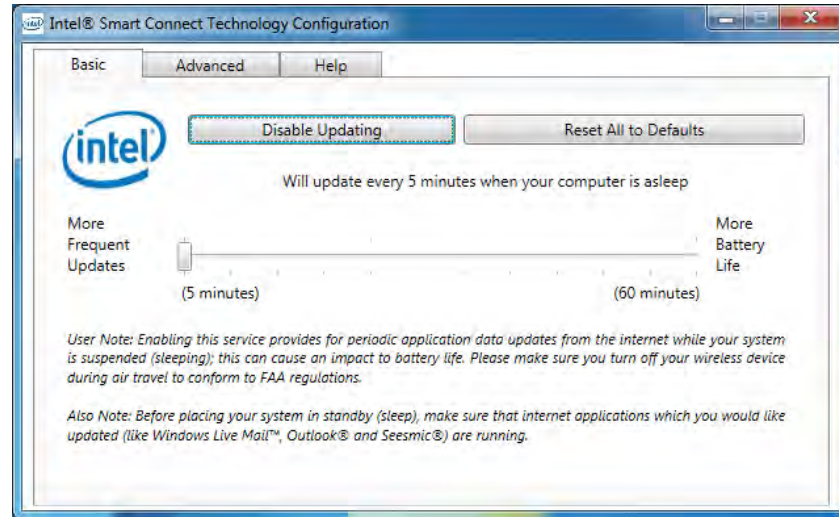 Intel® Smart Connect Technology Configuration
Basic
Advanced
Help
intel
Disable Updating
Reset All to Defaults
Will update every 5 minutes when your computer is asleep
More
Frequent
Updates
More
Battery
Life
(5 minutes)
(60 minutes)
User Note: Enabling this service provides for periodic application data updates from the internet while your system
is suspended (sleeping); this can cause an impact to battery life. Please make sure you turn off your wireless device
during air travel to conform to FAA regulations.
Also Note: Before placing your system in standby (sleep), make sure that internet applications which you would like
updated (like Windows Live Mail™, Outlook® and Seesmic®) are running.